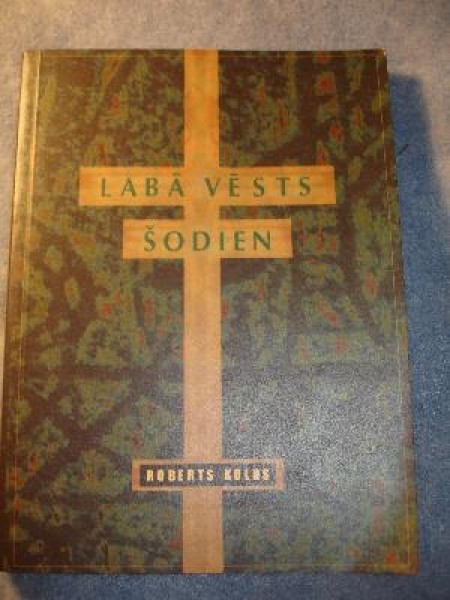 LABĀ VĒSTS
ŠODIEN
ROBERTS KOLBS